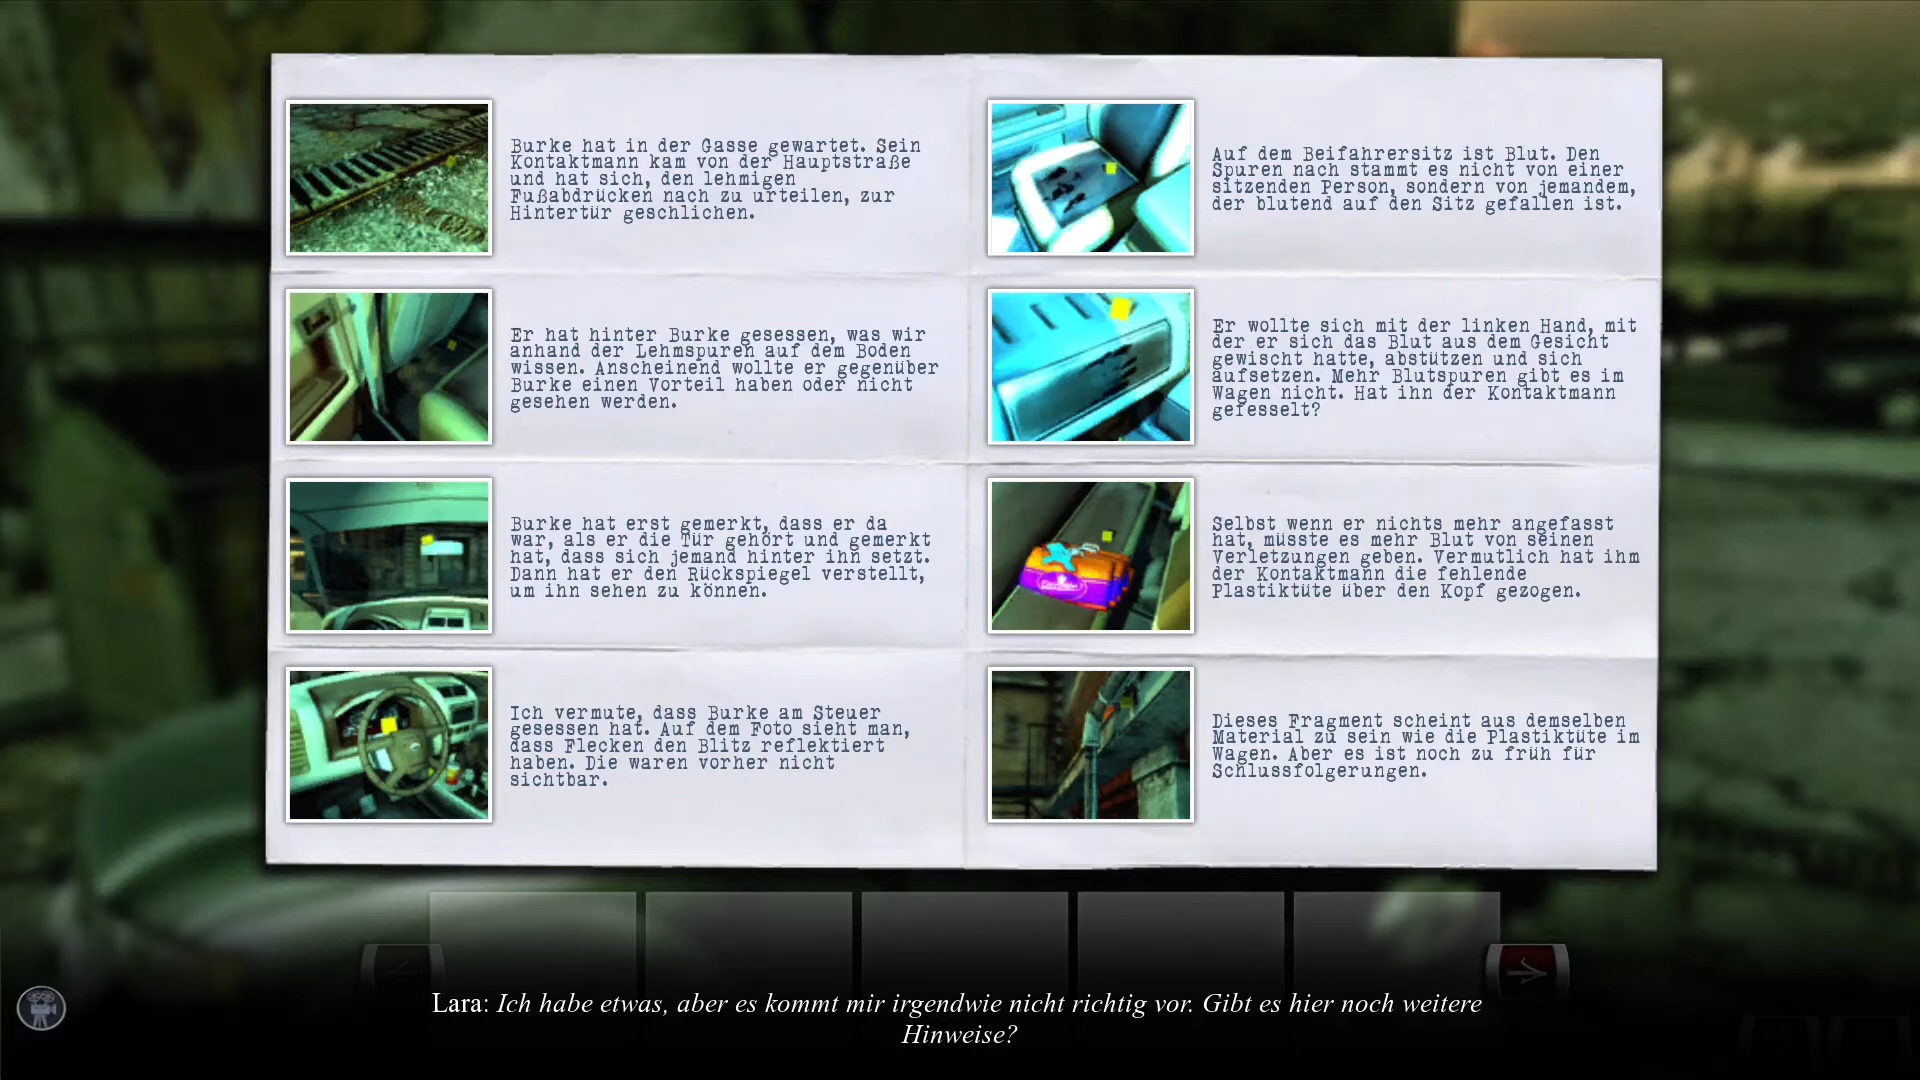 Burke hat in der Gasse gewartet. Sein
Kontaktmann kam von der Hauptstraße
und hat sich, den lehmigen
Fußabdrücken nach zu urteilen, zur
Hintertür geschlichen.
Er hat hinter Burke gesessen, was wir
anhand der Lehmspuren auf dem Boden
wissen. Anscheinend wollte er gegenüber
Burke einen Vorteil haben oder nicht
gesehen werden.
Burke hat erst gemerkt, dass er da
war, als er die Tür gehört und gemerkt
hat, dass sich jemand hinter ihn setzt.
Dann hat er den Rückspiegel verstellt,
um ihn sehen zu können.
Ich vermute, dass Burke am Steuer
gesessen hat. Auf dem Foto sieht man,
dass Flecken den Blitz reflektiert
haben. Die waren vorher nicht
sichtbar.
Auf dem Beifahrersitz ist Blut. Den
Spuren nach stammt es nicht von einer
sitzenden Person, sondern von jemandem,
der blutend auf den Sitz gefallen ist.
Er wollte sich mit der linken Hand, mit
der er sich das Blut aus dem Gesicht
gewischt hatte, abstützen und sich
aufsetzen. Mehr Blutspuren gibt es im
Wagen nicht. Hat ihn der Kontaktmann
gefesselt?
Selbst wenn er nichts mehr angefasst
hat, müsste es mehr Blut von seinen
Verletzungen geben. Vermutlich hat ihm
der Kontaktmann die fehlende
Plastiktüte über den Kopf gezogen.
Dieses Fragment scheint aus demselben
Material zu sein wie die Plastiktüte im
Wagen. Aber es ist noch zu früh für
Schlussfolgerungen.
Lara: Ich habe etwas, aber es kommt mir irgendwie nicht richtig vor. Gibt es hier noch weitere
Hinweise?